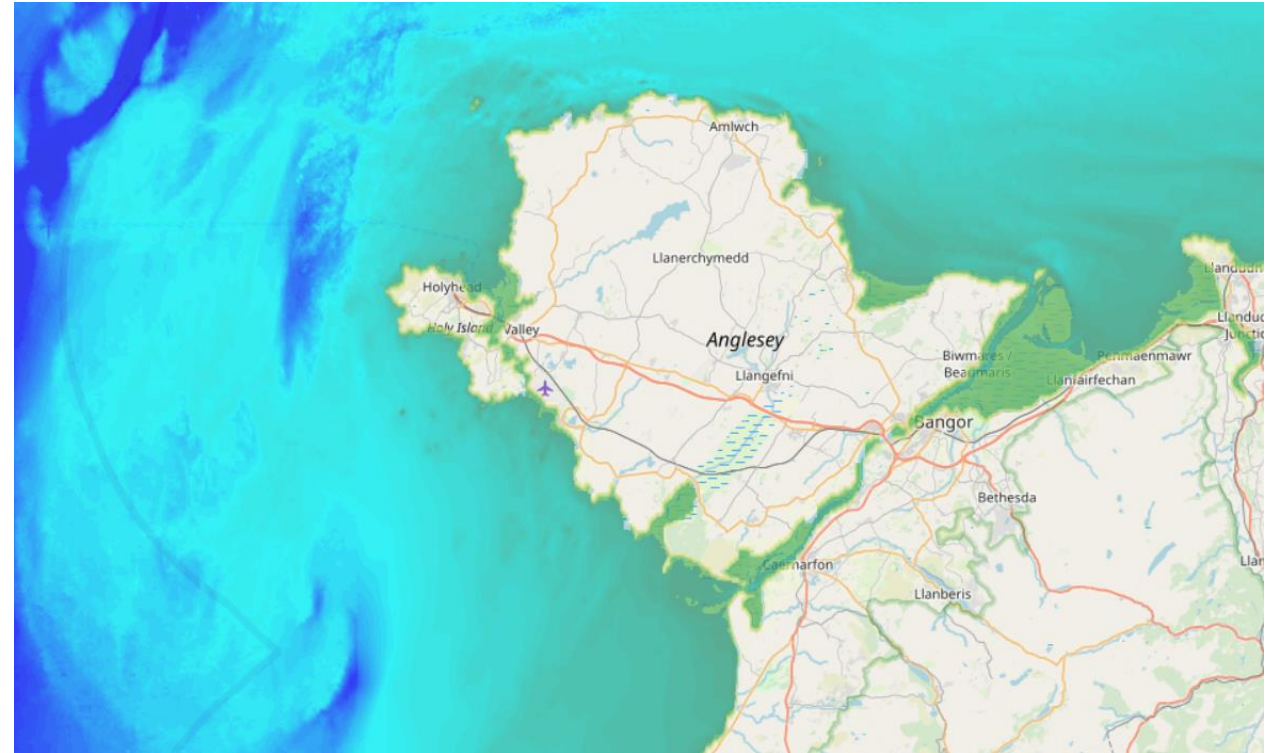 Amlwch
Llanerchymedd
Holyhead
Holy Island
Valley
Anglesey
Llangefni
Biwmares /
Beaumaris
Penmaenmawr
Llanfairfechan
Bangor
Bethesda
Caernarfon
Llanberis